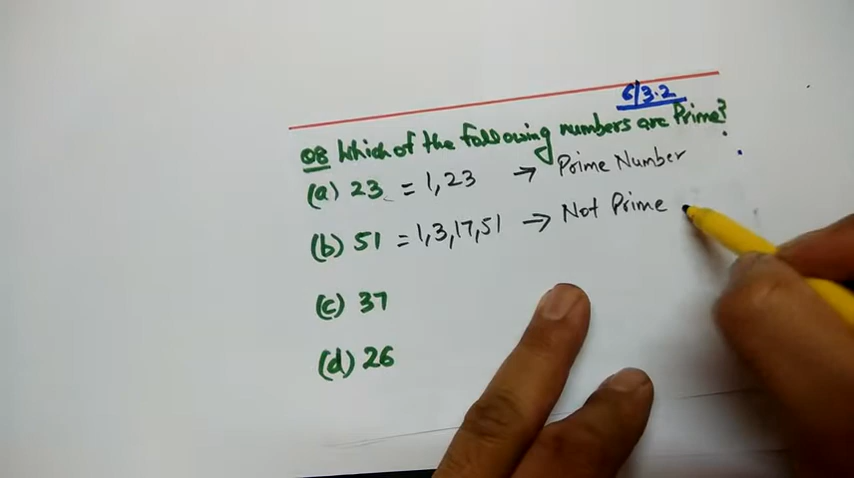 6/3.2
Q8 Which of the following numbers are Prime?
(a) 23 = 1, 23 → Prime Number
(b) 51 = 1, 3, 17, 51 → Not Prime
(c) 37
(d) 26